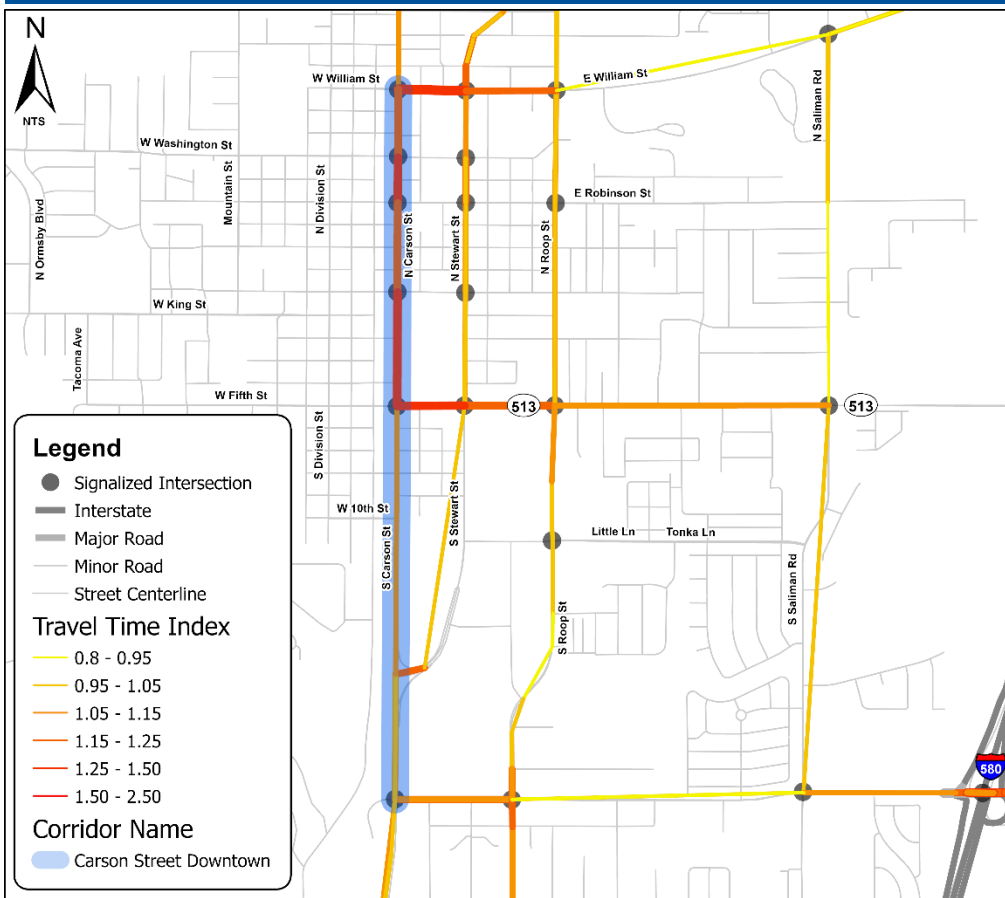 N
NTS
W William St
E William St
N Saliman Rd
W Washington St
Mountain St
N Division St
N Ormsby Blvd
N Carson St
N Stewart St
N Roop St
E Robinson St
W King St
Tacoma Ave
W Fifth St
513
513
S Division St
W 10th St
S Carson St
S Stewart St
Little Ln
Tonka Ln
S Saliman Rd
S Roop St
580
Legend
Signalized Intersection
Interstate
Major Road
Minor Road
Street Centerline
Travel Time Index
0.8 - 0.95
0.95 - 1.05
1.05 - 1.15
1.15 - 1.25
1.25 - 1.50
1.50 - 2.50
Corridor Name
Carson Street Downtown